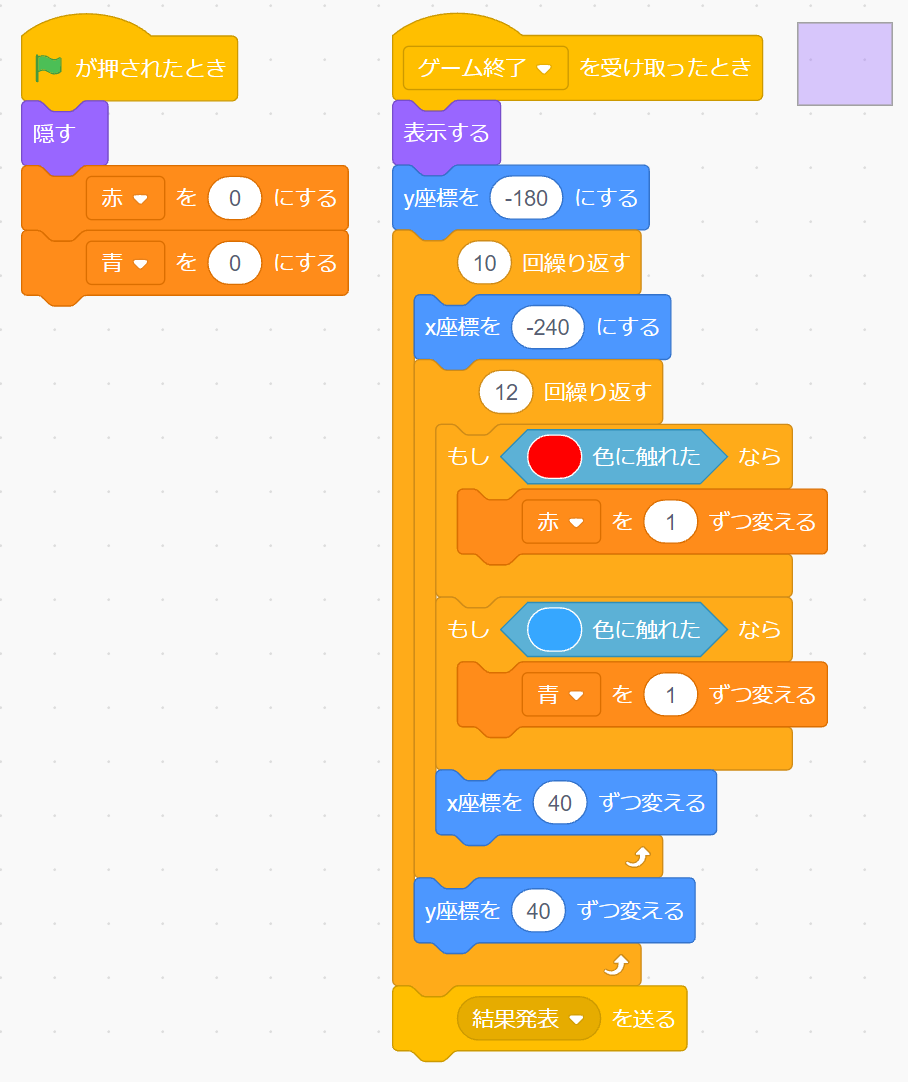 が押されたとき
隠す
赤 を 0 にする
青 を 0 にする
ゲーム終了 を受け取ったとき
表示する
y座標を -180 にする
10 回繰り返す
x座標を -240 にする
12 回繰り返す
もし 色に触れた なら
赤 を 1 ずつ変える
もし 色に触れた なら
青 を 1 ずつ変える
x座標を 40 ずつ変える
y座標を 40 ずつ変える
結果発表 を送る